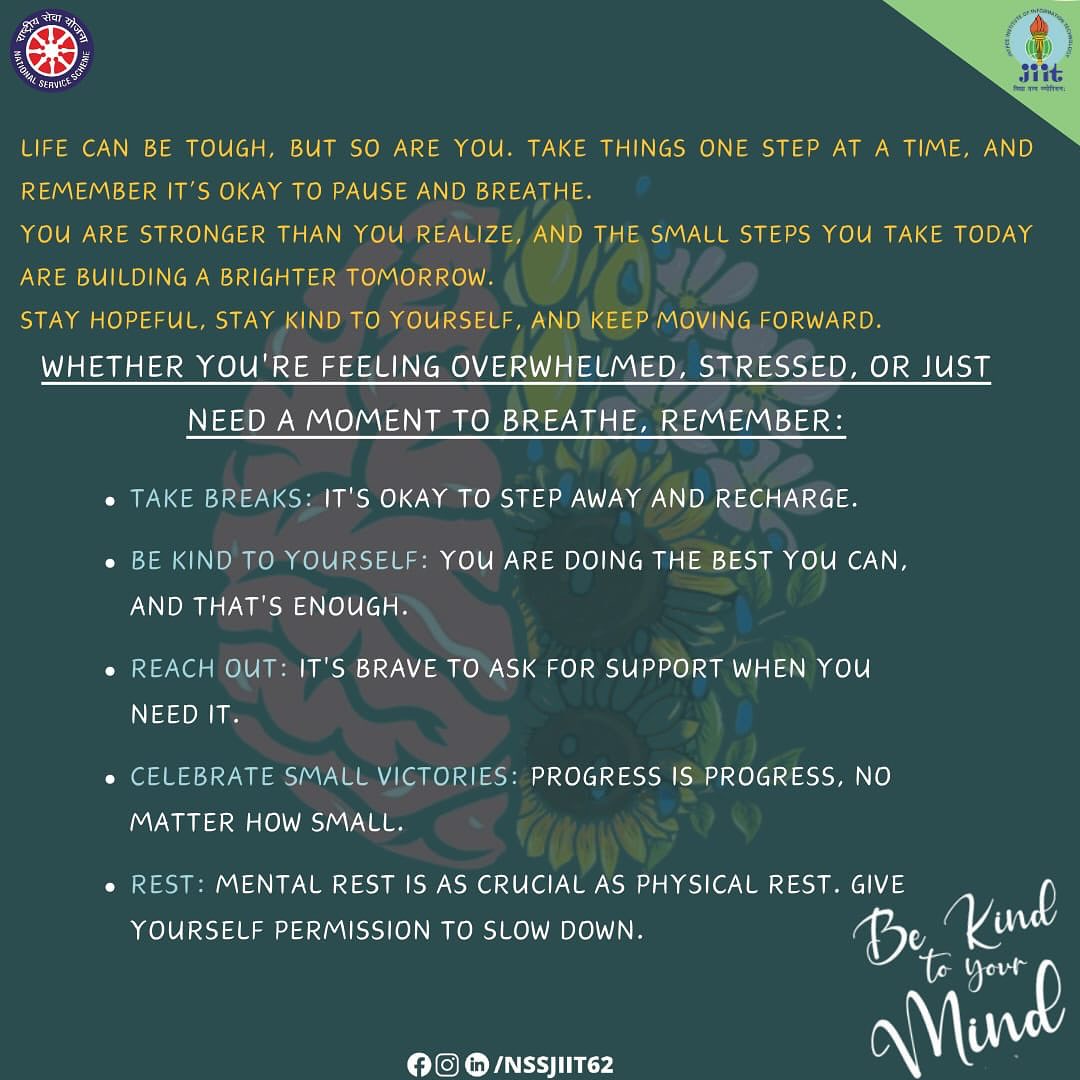 राष्ट्रीय सेवा योजना
NATIONAL SERVICE SCHEME
JAYPEE INSTITUTE OF INFORMATION TECHNOLOGY
jiit
विद्या तत्व ज्योतिसमः
LIFE CAN BE TOUGH, BUT SO ARE YOU. TAKE THINGS ONE STEP AT A TIME, AND
REMEMBER IT'S OKAY TO PAUSE AND BREATHE.
YOU ARE STRONGER THAN YOU REALIZE, AND THE SMALL STEPS YOU TAKE TODAY
ARE BUILDING A BRIGHTER TOMORROW.
STAY HOPEFUL, STAY KIND TO YOURSELF, AND KEEP MOVING FORWARD.
WHETHER YOU'RE FEELING OVERWHELMED, STRESSED, OR JUST
NEED A MOMENT TO BREATHE, REMEMBER:
• TAKE BREAKS: IT'S OKAY TO STEP AWAY AND RECHARGE.
• BE KIND TO YOURSELF: YOU ARE DOING THE BEST YOU CAN,
AND THAT'S ENOUGH.
• REACH OUT: IT'S BRAVE TO ASK FOR SUPPORT WHEN YOU
NEED IT.
• CELEBRATE SMALL VICTORIES: PROGRESS IS PROGRESS, NO
MATTER HOW SMALL.
• REST: MENTAL REST IS AS CRUCIAL AS PHYSICAL REST. GIVE
YOURSELF PERMISSION TO SLOW DOWN.
Be Kind
to your
Mind
/NSSJIIT62